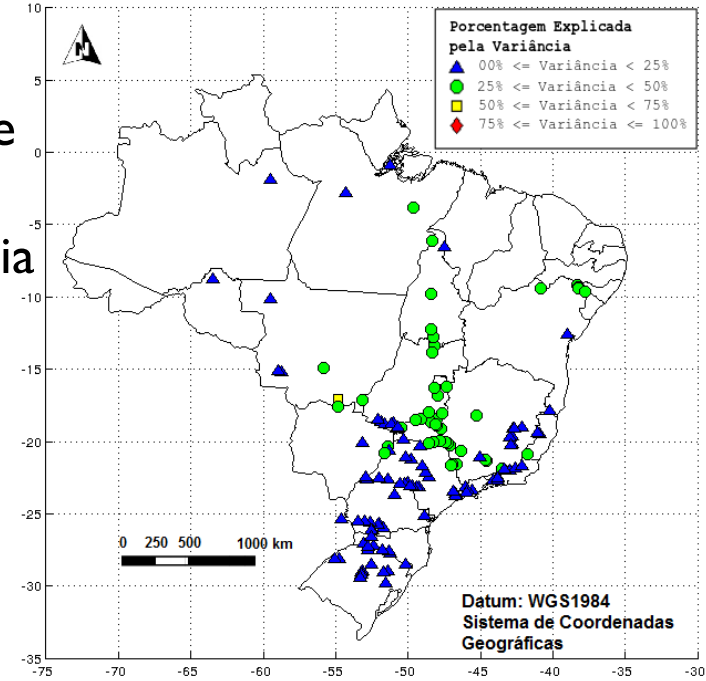 Porcentagem Explicada
pela Variância
00% <= Variância < 25%
25% <= Variância < 50%
50% <= Variância < 75%
75% <= Variância <= 100%
N
e
ia
10
5
0
-5
-10
-15
-20
-25
-30
-35
0 250 500 1000 km
Datum: WGS1984
Sistema de Coordenadas
Geográficas
-75 -70 -65 -60 -55 -50 -45 -40 -35 -30